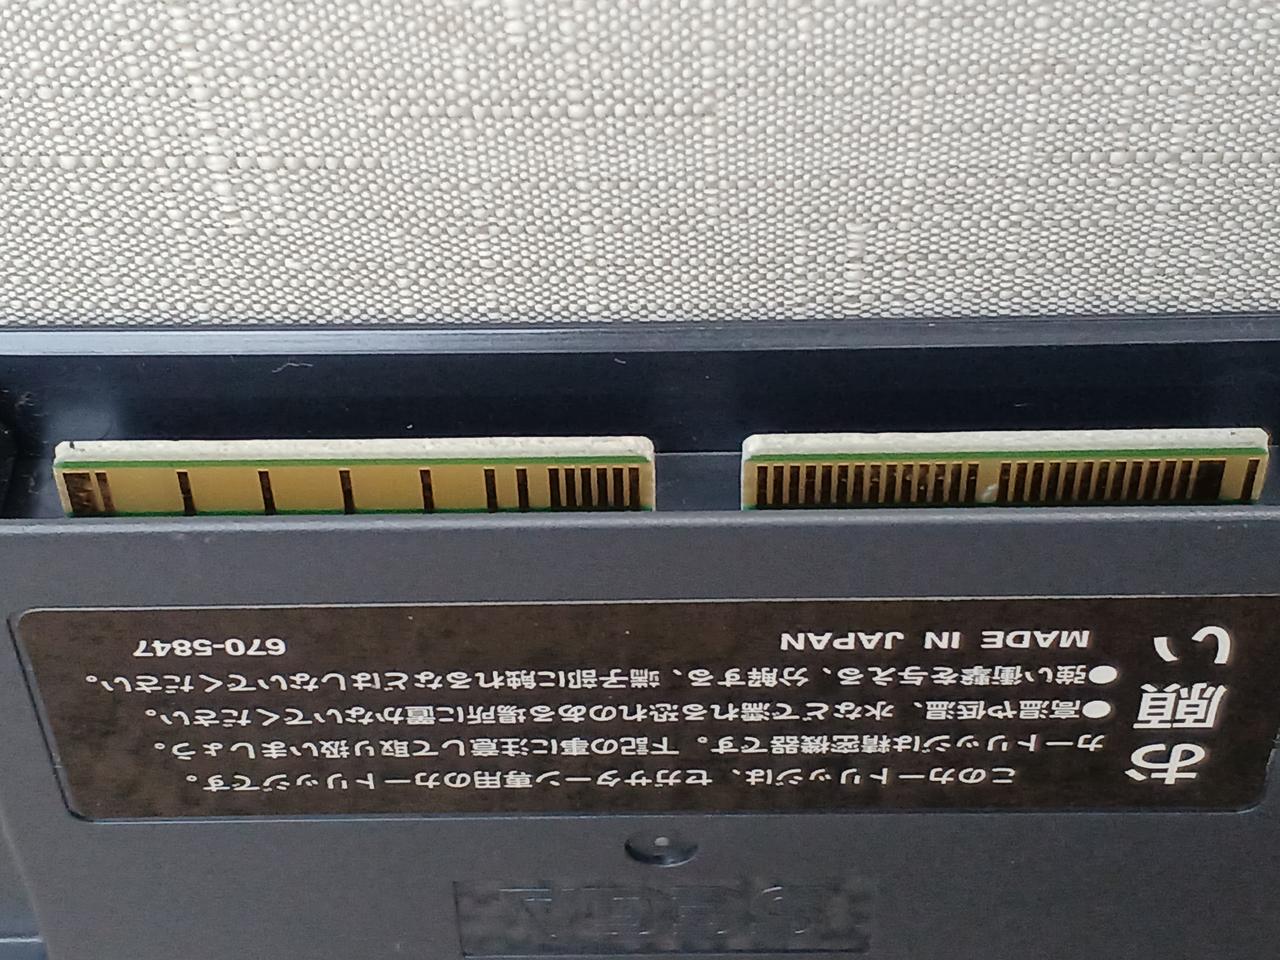 お願い
このカートリッジは、セガサターン専用のカートリッジです。
カートリッジは精密機器です。下記の事に注意して取り扱いましょう。
●高温や低温、水などで濡れる恐れのある場所に置かないでください。
●強い衝撃を与える、分解する、端子部に触れるなどはしないでください。
MADE IN JAPAN 670-5847
SEGA